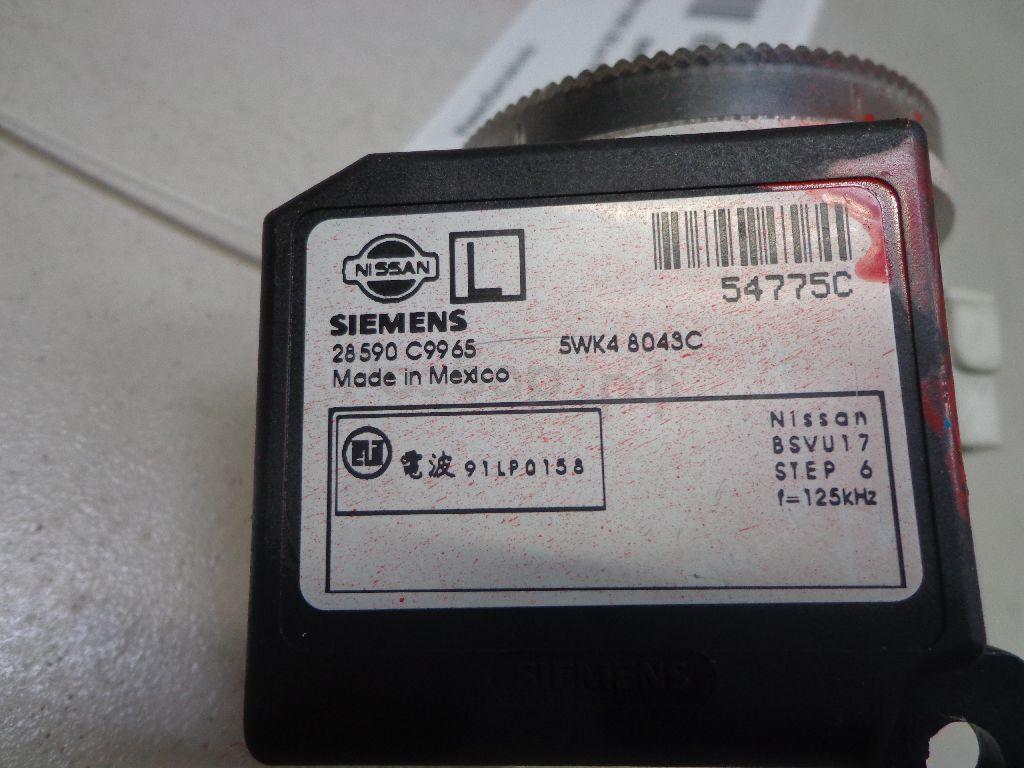 NISSAN
L
54775C
SIEMENS
28590 C9965 5WK4 8043C
Made in Mexico
電波 91LP0158
Nissan
BSVU17
STEP 6
f=125kHz
SIEMENS